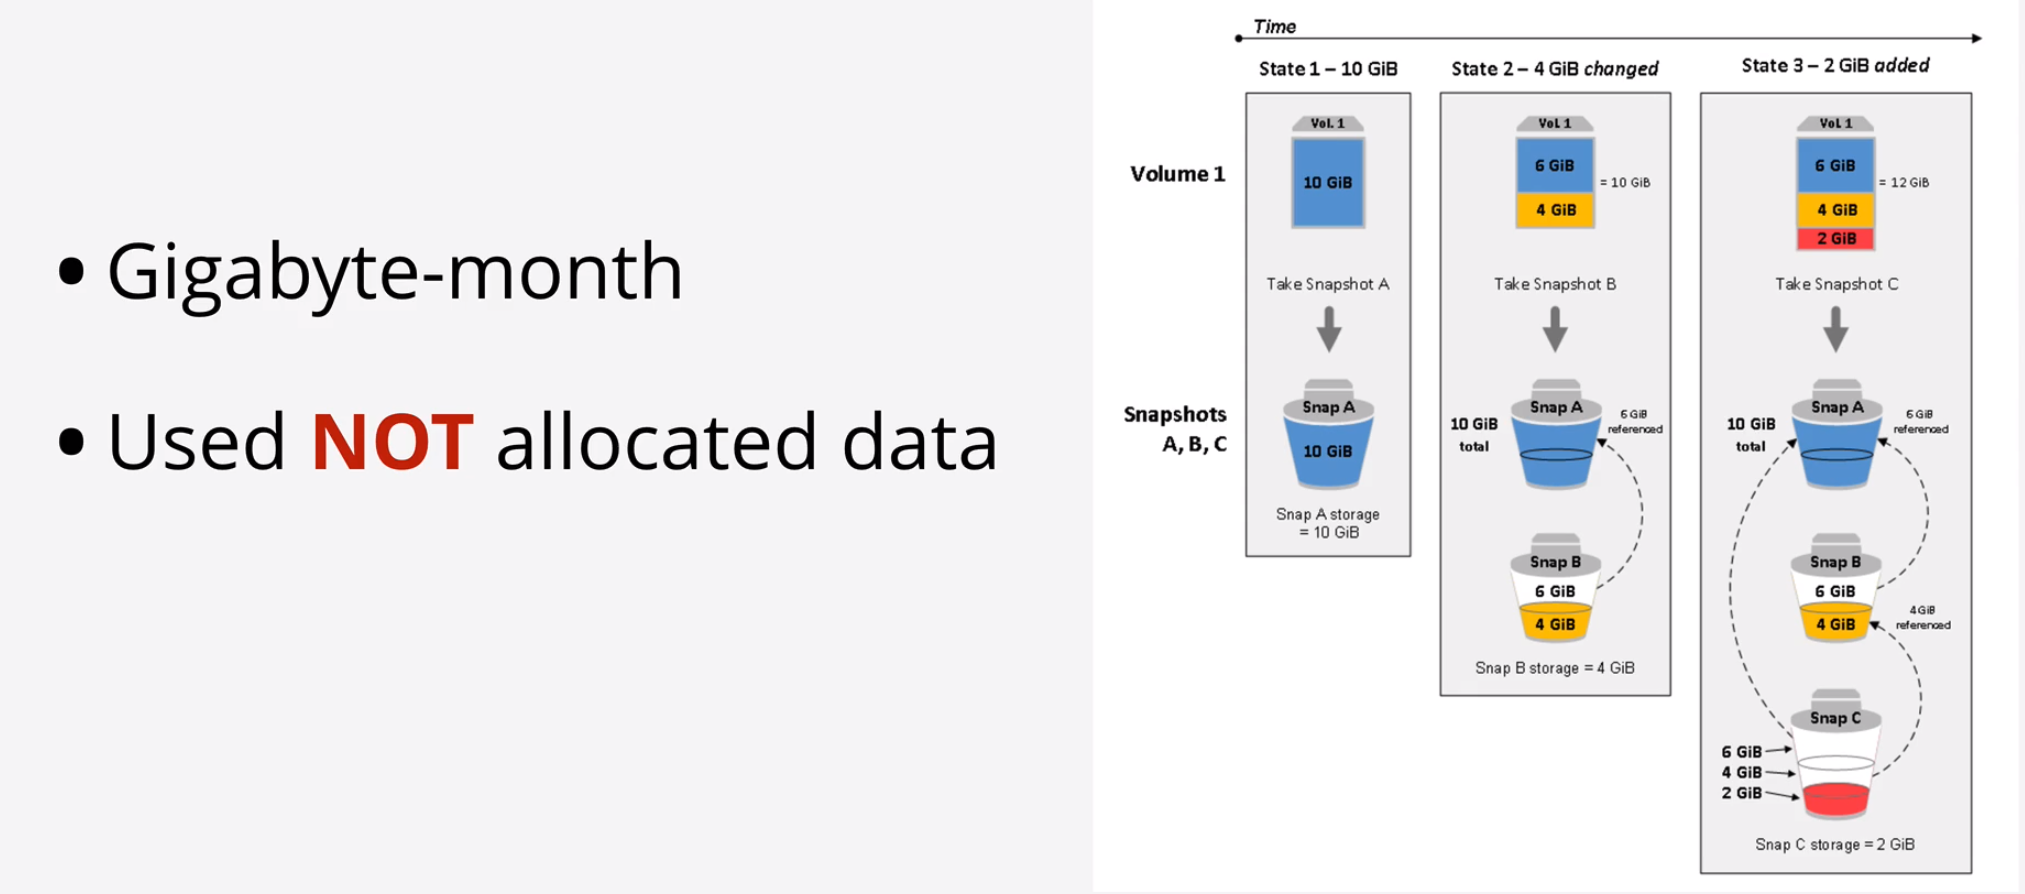 • Gigabyte-month
• Used NOT allocated data
Time
State 1 – 10 GiB
State 2 – 4 GiB changed
State 3 – 2 GiB added
Volume 1
Vol. 1
10 GiB
Vol. 1
6 GiB
4 GiB
= 10 GiB
Vol. 1
6 GiB
4 GiB
2 GiB
= 12 GiB
Take Snapshot A
Take Snapshot B
Take Snapshot C
Snapshots
A, B, C
Snap A
10 GiB
Snap A storage
= 10 GiB
10 GiB
total
Snap A
6 GiB
referenced
Snap B
6 GiB
4 GiB
Snap B storage = 4 GiB
10 GiB
total
Snap A
6 GiB
referenced
Snap B
6 GiB
4 GiB
4 GiB
referenced
Snap C
6 GiB
4 GiB
2 GiB
Snap C storage = 2 GiB